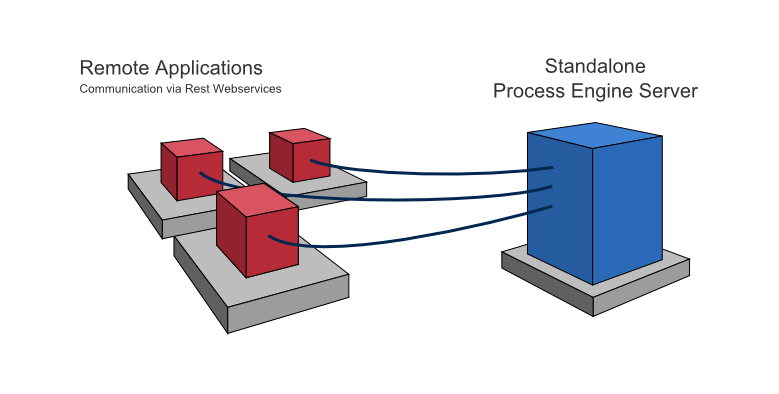 Remote Applications
Communication via Rest Webservices
Standalone
Process Engine Server